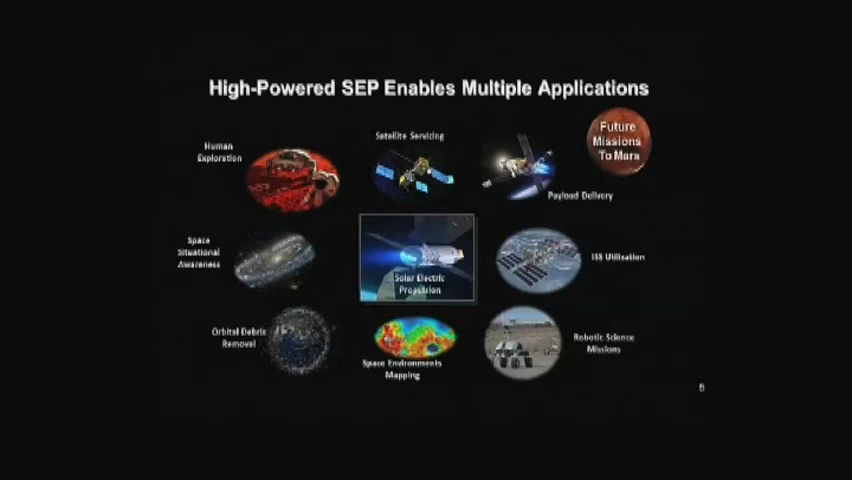 High-Powered SEP Enables Multiple Applications
Future
Missions
To Mars
Satellite Servicing
Human
Exploration
Payload Delivery
Space
Situational
Awareness
Solar Electric
Propulsion
ISS Utilization
Orbital Debris
Removal
Robotic Science
Missions
Space Environments
Mapping